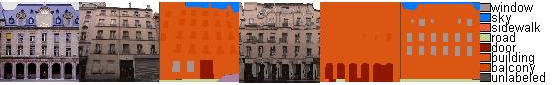 window
sky
sidewalk
road
door
building
balcony
unlabeled